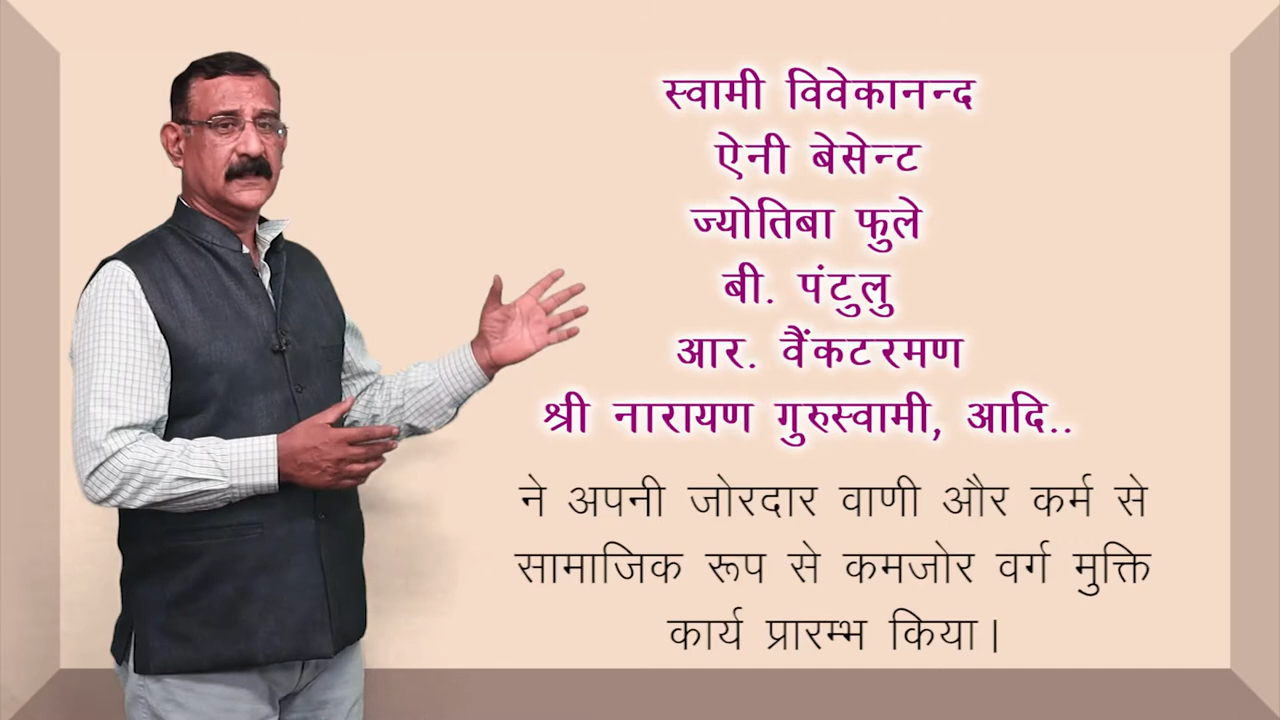 स्वामी विवेकानन्द
ऐनी बेसेन्ट
ज्योतिबा फुले
बी. पंटुलु
आर. वैंकटरमण
श्री नारायण गुरुस्वामी, आदि..
ने अपनी जोरदार वाणी और कर्म से
सामाजिक रूप से कमजोर वर्ग मुक्ति
कार्य प्रारम्भ किया।